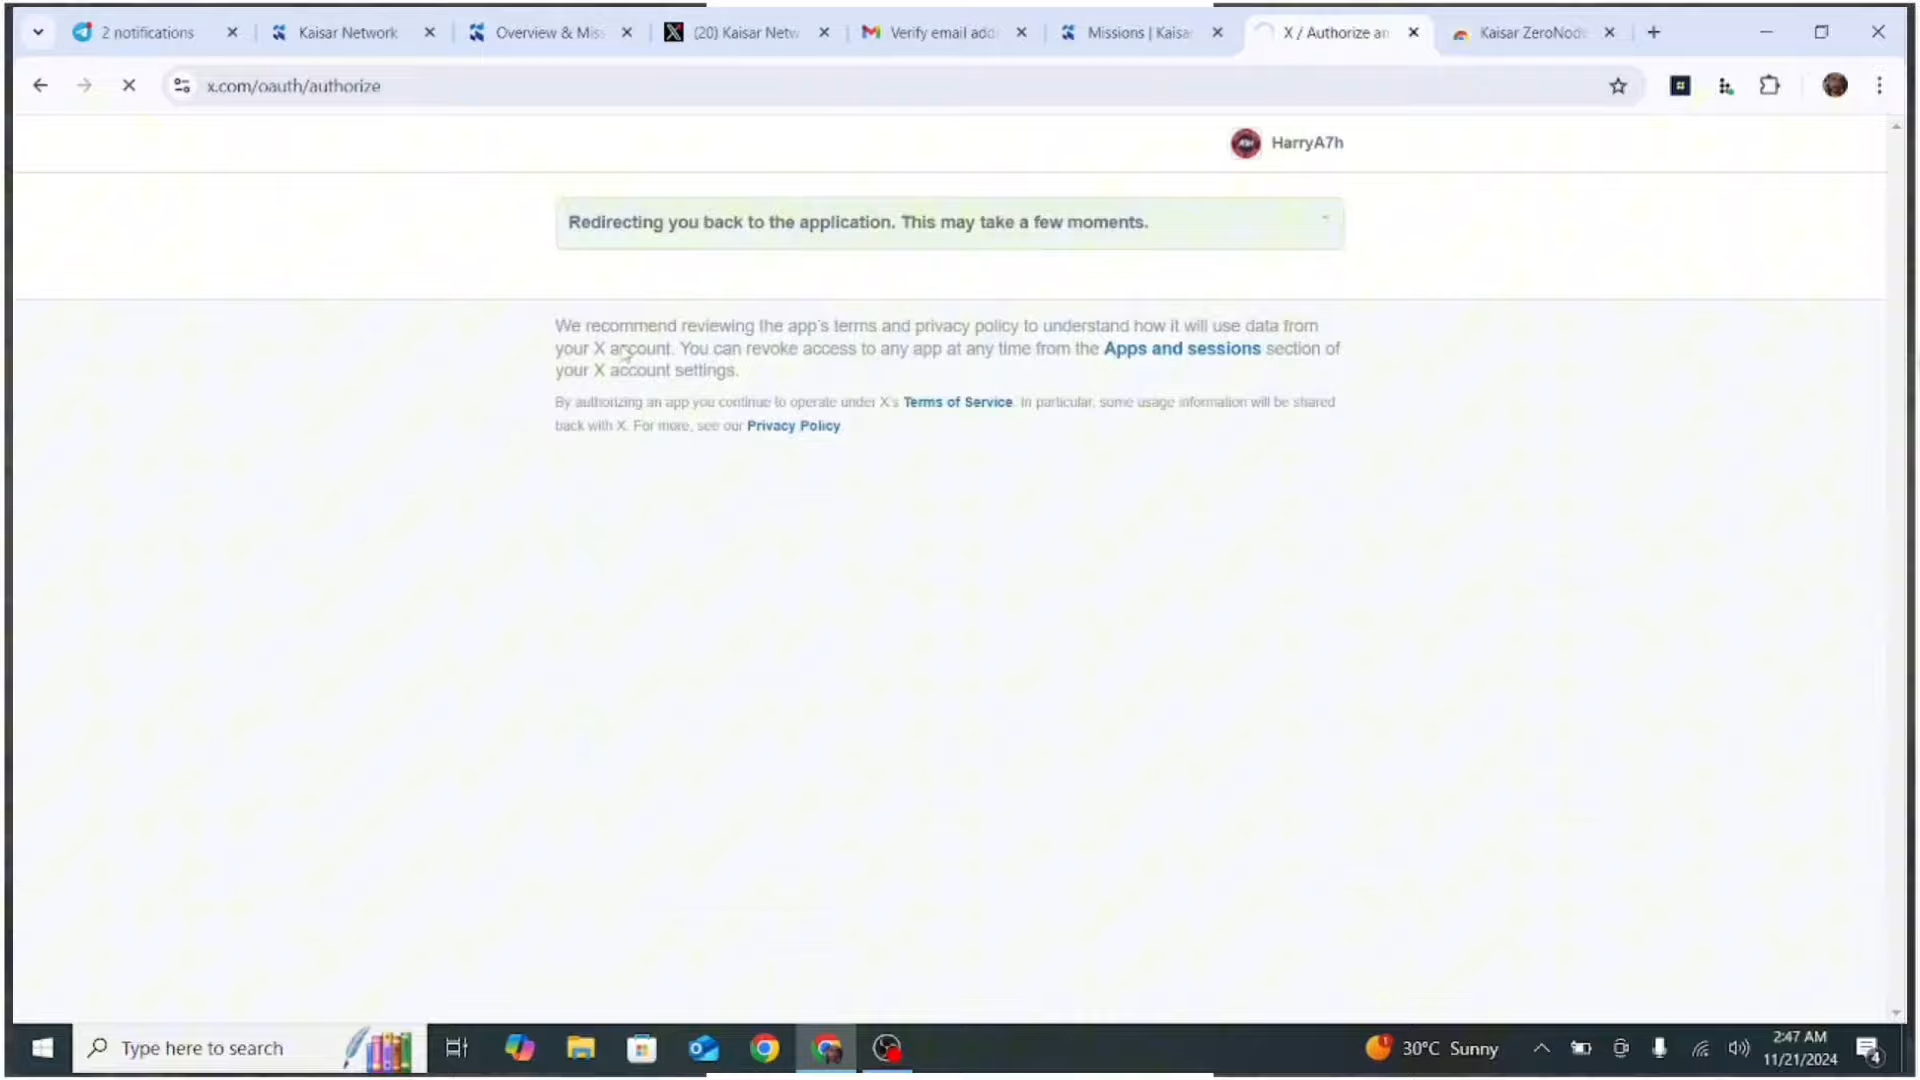 2 notifications
Kaisar Network
Overview & Miss
(20) Kaisar Netw
Verify email addr
Missions | Kaisa
X / Authorize an
Kaisar ZeroNode
x.com/oauth/authorize
HarryA7h
Redirecting you back to the application. This may take a few moments.
We recommend reviewing the app's terms and privacy policy to understand how it will use data from
your X account. You can revoke access to any app at any time from the Apps and sessions section of
your X account settings.
By authorizing an app you continue to operate under X's Terms of Service. In particular, some usage information will be shared
back with X. For more, see our Privacy Policy
Type here to search
30°C Sunny
2:47 AM
11/21/2024
4